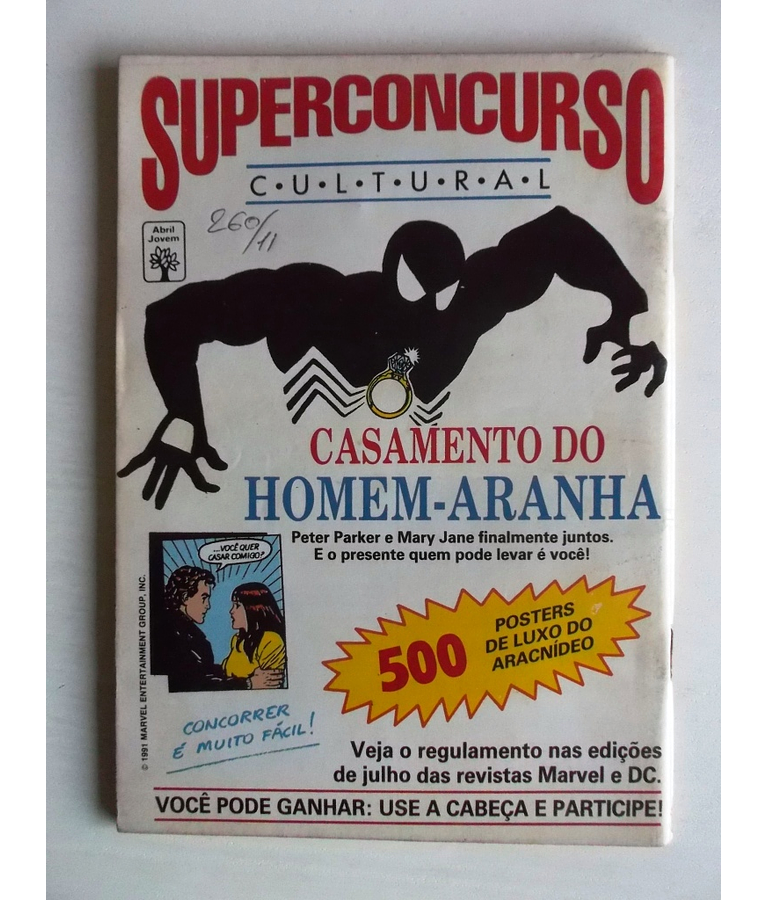 SUPERCONCURSO
C·U·L·T·U·R·A·L
260/11
Abril
Jovem
CASAMENTO DO
HOMEM-ARANHA
Peter Parker e Mary Jane finalmente juntos.
E o presente quem pode levar é você!
...VOCÊ QUER
CASAR COMIGO?
500
POSTERS
DE LUXO DO
ARACNÍDEO
© 1991 MARVEL ENTERTAINMENT GROUP, INC.
CONCORRER
É MUITO FÁCIL!
Veja o regulamento nas edições
de julho das revistas Marvel e DC.
VOCÊ PODE GANHAR: USE A CABEÇA E PARTICIPE!